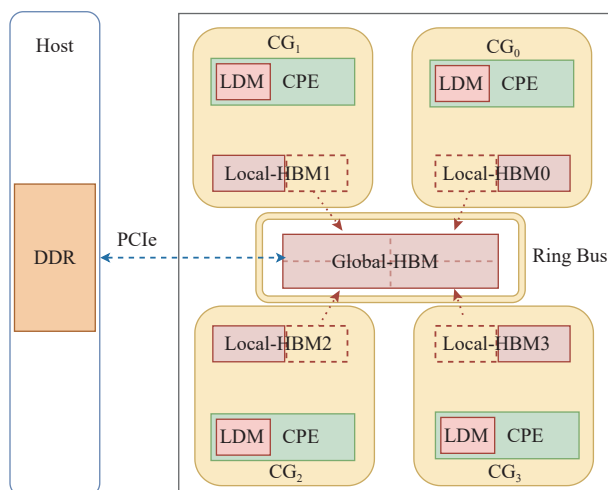 Host
CG1
CG0
LDM CPE
LDM CPE
Local-HBM1
Local-HBM0
PCIe
DDR
Global-HBM
Ring Bus
Local-HBM2
Local-HBM3
LDM CPE
LDM CPE
CG2
CG3